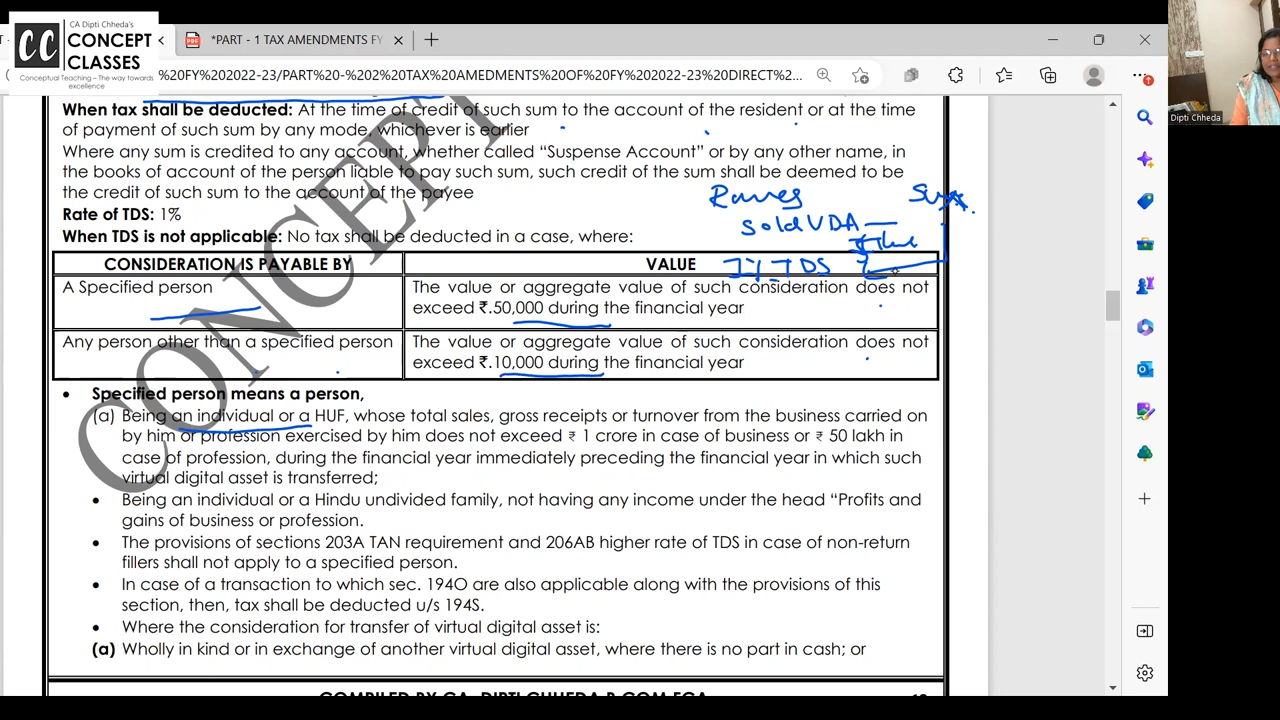 CA Dipti Chheda's
CONCEPT
CLASSES
Conceptual Teaching – The way towards
excellence
CC
*PART - 1 TAX AMENDMENTS FY
%20FY%202022-23/PART%20-%202%20TAX%20AMEDMENTS%20OF%20FY%202022-23%20DIRECT%2...
Dipti Chheda
When tax shall be deducted: At the time of credit of such sum to the account of the resident or at the time
of payment of such sum by any mode, whichever is earlier
Where any sum is credited to any account, whether called “Suspense Account” or by any other name, in
the books of account of the person liable to pay such sum, such credit of the sum shall be deemed to be
the credit of such sum to the account of the payee
Rate of TDS: 1%
sold VDA
When TDS is not applicable: No tax shall be deducted in a case, where:
CONSIDERATION IS PAYABLE BY VALUE
1% TDS
A Specified person The value or aggregate value of such consideration does not
exceed ₹.50,000 during the financial year
Any person other than a specified person The value or aggregate value of such consideration does not
exceed ₹.10,000 during the financial year
• Specified person means a person,
(a) Being an individual or a HUF, whose total sales, gross receipts or turnover from the business carried on
by him or profession exercised by him does not exceed ₹ 1 crore in case of business or ₹ 50 lakh in
case of profession, during the financial year immediately preceding the financial year in which such
virtual digital asset is transferred;
• Being an individual or a Hindu undivided family, not having any income under the head “Profits and
gains of business or profession.
• The provisions of sections 203A TAN requirement and 206AB higher rate of TDS in case of non-return
fillers shall not apply to a specified person.
• In case of a transaction to which sec. 194O are also applicable along with the provisions of this
section, then, tax shall be deducted u/s 194S.
• Where the consideration for transfer of virtual digital asset is:
(a) Wholly in kind or in exchange of another virtual digital asset, where there is no part in cash; or
COMPILED BY CA. DIPTI CHHEDA B.COM FCA
CONCEPT